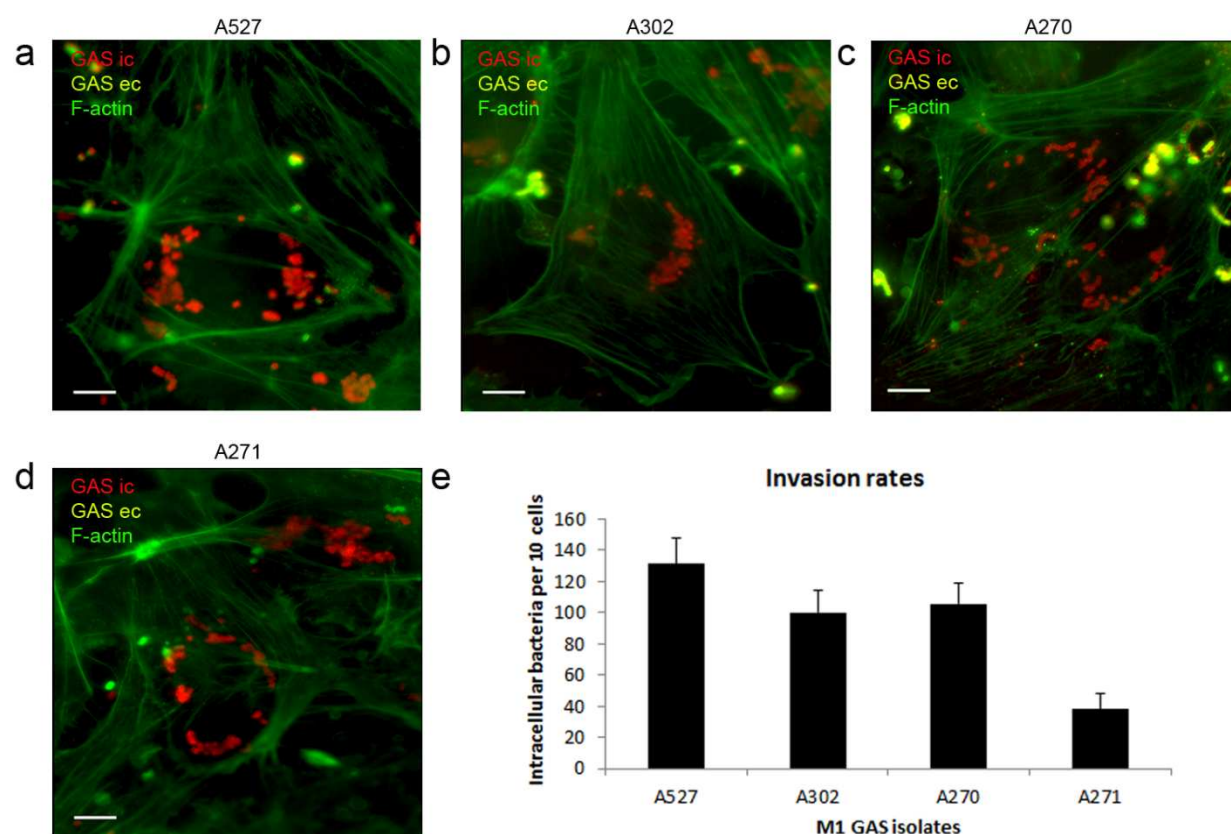 A527
a
GAS ic
GAS ec
F-actin
A302
b
GAS ic
GAS ec
F-actin
A270
c
GAS ic
GAS ec
F-actin
A271
d
GAS ic
GAS ec
F-actin
e
Invasion rates
Intracellular bacteria per 10 cells
160
140
120
100
80
60
40
20
0
A527
A302
A270
A271
M1 GAS isolates